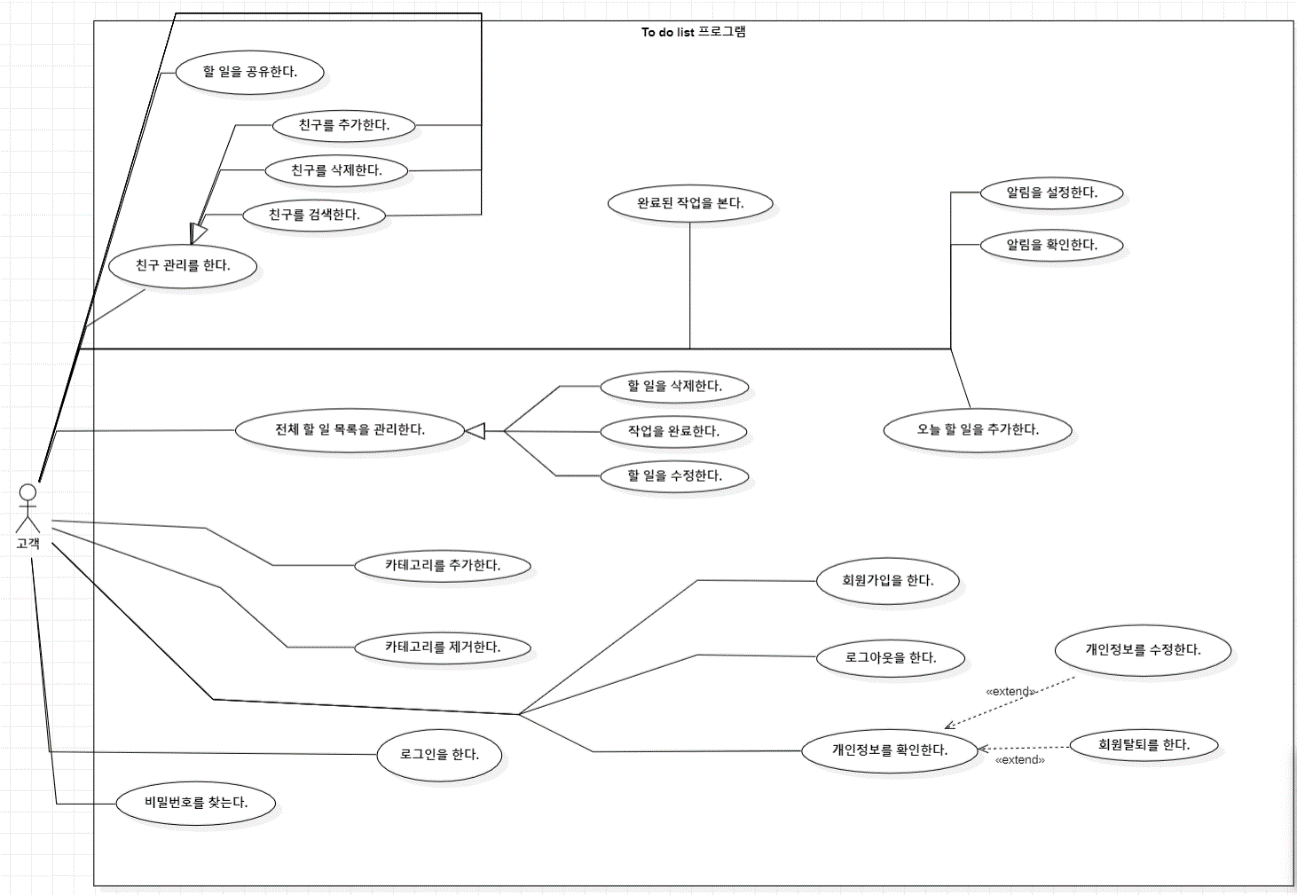 To do list 프로그램
할 일을 공유한다.
친구를 추가한다.
친구를 삭제한다.
친구를 검색한다.
친구 관리를 한다.
완료된 작업을 본다.
알림을 설정한다.
알림을 확인한다.
할 일을 삭제한다.
전체 할 일 목록을 관리한다.
작업을 완료한다.
할 일을 수정한다.
오늘 할 일을 추가한다.
고객
카테고리를 추가한다.
회원가입을 한다.
카테고리를 제거한다.
로그아웃을 한다.
개인정보를 수정한다.
«extend»
로그인을 한다.
개인정보를 확인한다.
회원탈퇴를 한다.
«extend»
비밀번호를 찾는다.